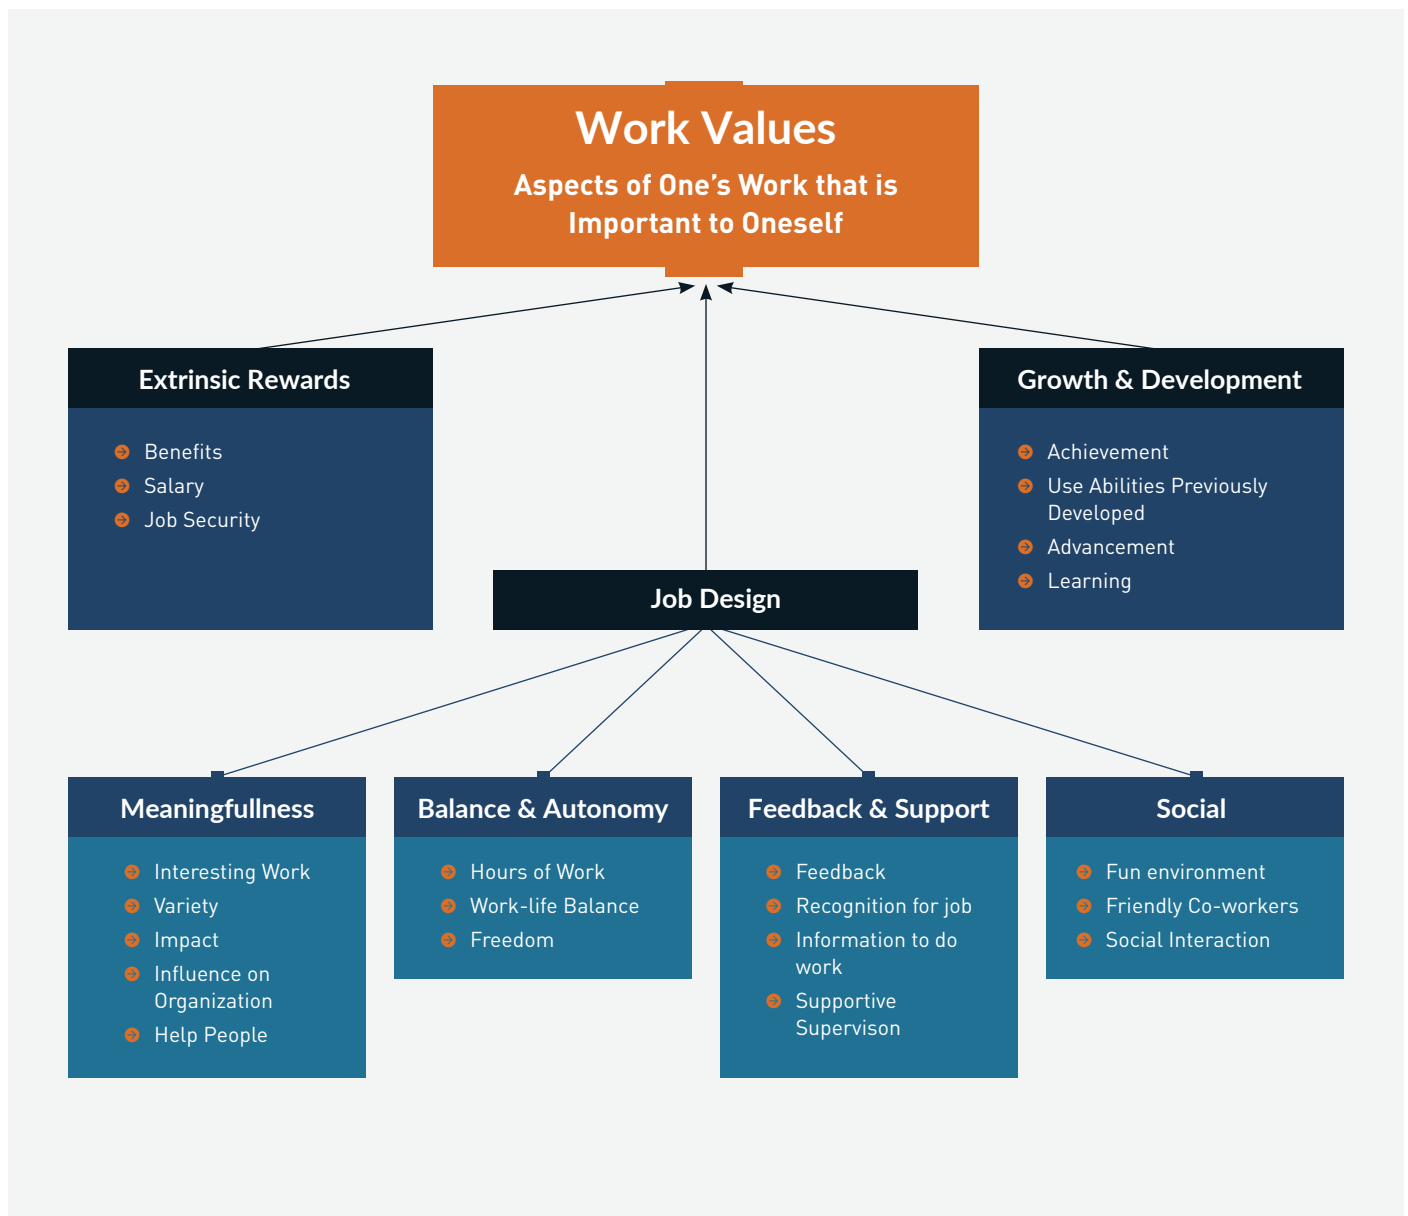 Work Values
Aspects of One’s Work that is
Important to Oneself
Extrinsic Rewards
Benefits
Salary
Job Security
Growth & Development
Achievement
Use Abilities Previously
Developed
Advancement
Learning
Job Design
Meaningfullness
Interesting Work
Variety
Impact
Influence on
Organization
Help People
Balance & Autonomy
Hours of Work
Work-life Balance
Freedom
Feedback & Support
Feedback
Recognition for job
Information to do
work
Supportive
Supervison
Social
Fun environment
Friendly Co-workers
Social Interaction